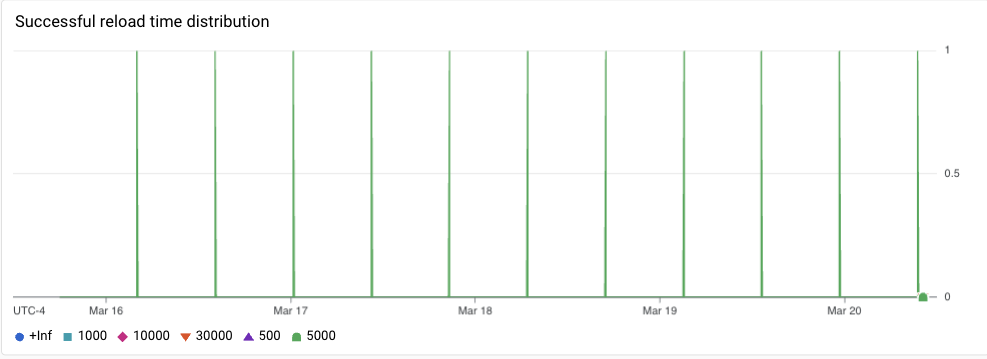 Successful reload time distribution
1
0.5
0
UTC-4 Mar 16 Mar 17 Mar 18 Mar 19 Mar 20
+Inf 1000 10000 30000 500 5000